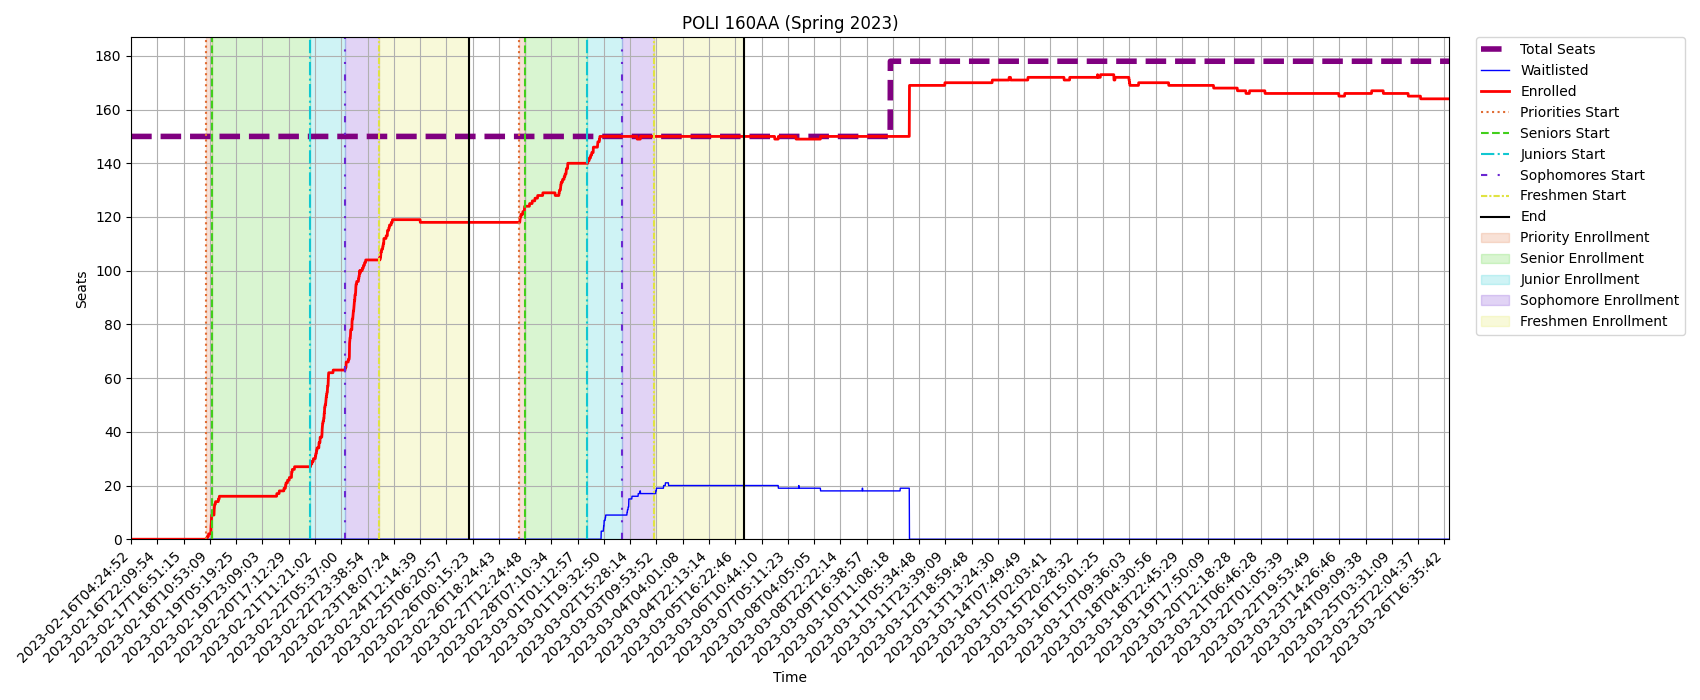 POLI 160AA (Spring 2023)
Seats
180
160
140
120
100
80
60
40
20
0
2023-02-16T04:24:52
2023-02-16T22:09:54
2023-02-17T16:51:15
2023-02-18T10:53:09
2023-02-19T05:19:25
2023-02-19T23:09:03
2023-02-20T17:12:29
2023-02-21T11:21:02
2023-02-22T05:37:00
2023-02-22T23:38:54
2023-02-23T18:07:24
2023-02-24T12:14:39
2023-02-25T06:20:57
2023-02-26T00:15:23
2023-02-26T18:24:43
2023-02-27T12:24:48
2023-02-28T07:10:34
2023-03-01T01:12:57
2023-03-01T19:32:50
2023-03-02T15:28:14
2023-03-03T09:53:52
2023-03-04T04:01:08
2023-03-04T22:13:14
2023-03-05T16:22:46
2023-03-06T10:44:10
2023-03-07T05:11:23
2023-03-08T04:05:05
2023-03-08T22:22:14
2023-03-09T16:38:57
2023-03-10T11:08:18
2023-03-11T05:34:48
2023-03-11T23:39:09
2023-03-12T18:59:48
2023-03-13T13:24:30
2023-03-14T07:49:49
2023-03-15T02:03:41
2023-03-15T20:28:32
2023-03-16T15:01:25
2023-03-17T09:36:03
2023-03-18T04:30:56
2023-03-18T22:45:29
2023-03-19T17:50:09
2023-03-20T12:18:28
2023-03-21T06:46:28
2023-03-22T01:05:39
2023-03-22T19:53:49
2023-03-23T14:26:46
2023-03-24T09:09:38
2023-03-25T03:31:09
2023-03-25T22:04:37
2023-03-26T16:35:42
Time
Total Seats
Waitlisted
Enrolled
Priorities Start
Seniors Start
Juniors Start
Sophomores Start
Freshmen Start
End
Priority Enrollment
Senior Enrollment
Junior Enrollment
Sophomore Enrollment
Freshmen Enrollment